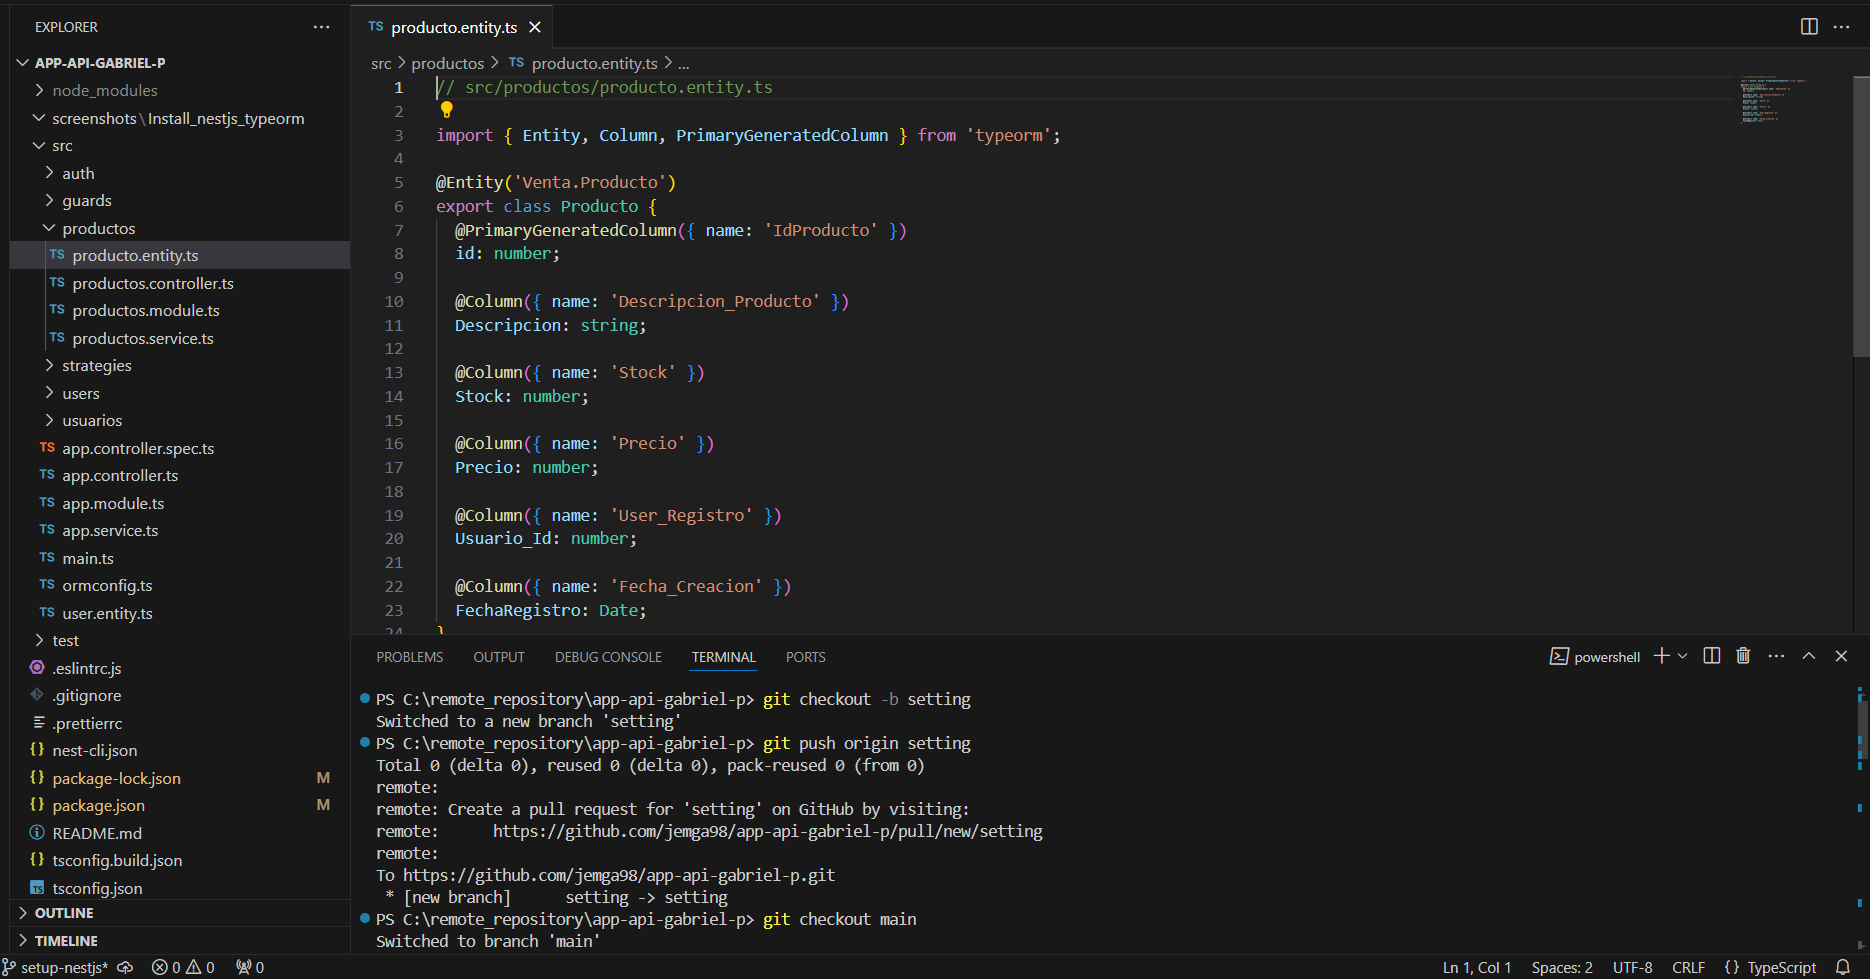 EXPLORER
APP-API-GABRIEL-P
node_modules
screenshots\Install_nestjs_typeorm
src
auth
guards
productos
TS producto.entity.ts
TS productos.controller.ts
TS productos.module.ts
TS productos.service.ts
strategies
users
usuarios
TS app.controller.spec.ts
TS app.controller.ts
TS app.module.ts
TS app.service.ts
TS main.ts
TS ormconfig.ts
TS user.entity.ts
test
.eslintrc.js
.gitignore
.prettierrc
{} nest-cli.json
{} package-lock.json M
{} package.json M
README.md
{} tsconfig.build.json
TS tsconfig.json
OUTLINE
TIMELINE
TS producto.entity.ts
src > productos > TS producto.entity.ts > ...
1 // src/productos/producto.entity.ts
2
3 import { Entity, Column, PrimaryGeneratedColumn } from 'typeorm';
4
5 @Entity('Venta.Producto')
6 export class Producto {
7 @PrimaryGeneratedColumn({ name: 'IdProducto' })
8 id: number;
9
10 @Column({ name: 'Descripcion_Producto' })
11 Descripcion: string;
12
13 @Column({ name: 'Stock' })
14 Stock: number;
15
16 @Column({ name: 'Precio' })
17 Precio: number;
18
19 @Column({ name: 'User_Registro' })
20 Usuario_Id: number;
21
22 @Column({ name: 'Fecha_Creacion' })
23 FechaRegistro: Date;
24 }
PROBLEMS OUTPUT DEBUG CONSOLE TERMINAL PORTS powershell
PS C:\remote_repository\app-api-gabriel-p> git checkout -b setting
Switched to a new branch 'setting'
PS C:\remote_repository\app-api-gabriel-p> git push origin setting
Total 0 (delta 0), reused 0 (delta 0), pack-reused 0 (from 0)
remote:
remote: Create a pull request for 'setting' on GitHub by visiting:
remote: https://github.com/jemga98/app-api-gabriel-p/pull/new/setting
remote:
To https://github.com/jemga98/app-api-gabriel-p.git
* [new branch] setting -> setting
PS C:\remote_repository\app-api-gabriel-p> git checkout main
Switched to branch 'main'
setup-nestjs* 0 0 0 Ln 1, Col 1 Spaces: 2 UTF-8 CRLF {} TypeScript